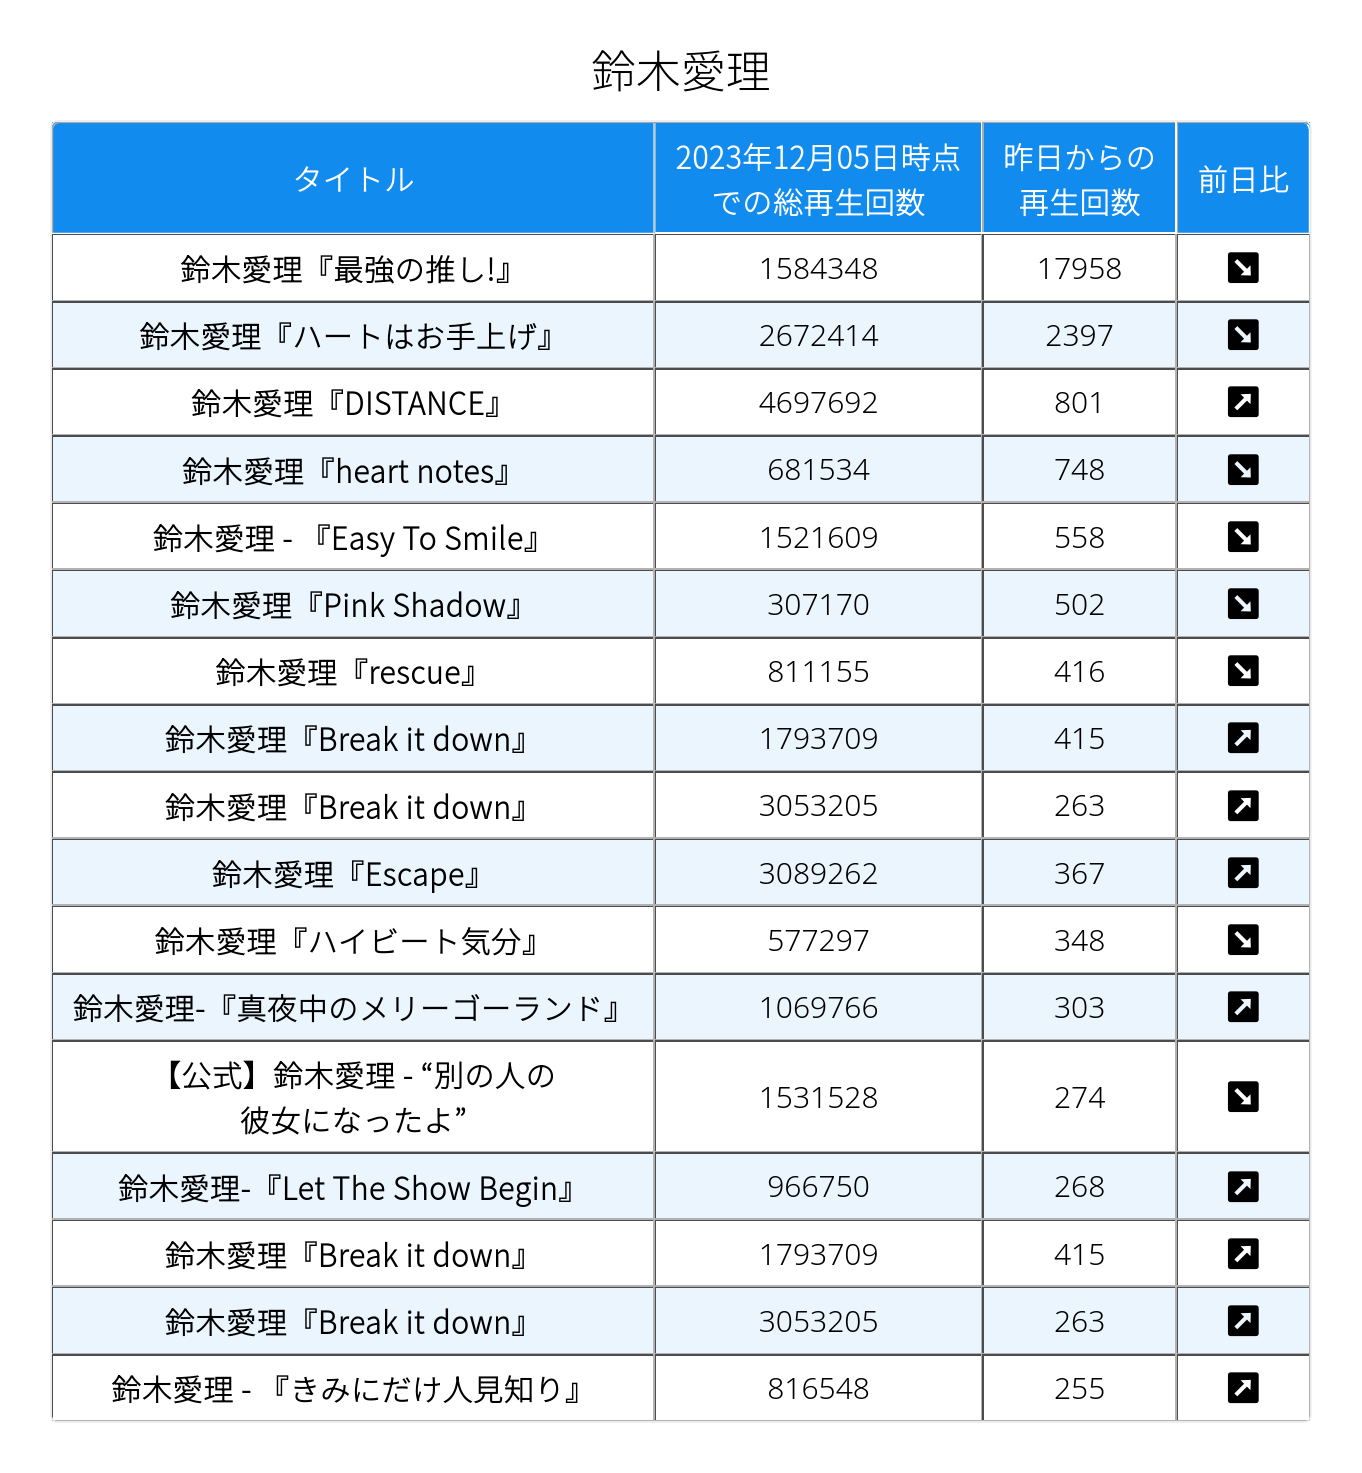 鈴木愛理
タイトル 2023年12月05日時点 昨日からの 前日比
での総再生回数 再生回数
鈴木愛理『最強の推し!』 1584348 17958 ↘
鈴木愛理『ハートはお手上げ』 2672414 2397 ↘
鈴木愛理『DISTANCE』 4697692 801 ↗
鈴木愛理『heart notes』 681534 748 ↘
鈴木愛理 - 『Easy To Smile』 1521609 558 ↘
鈴木愛理『Pink Shadow』 307170 502 ↘
鈴木愛理『rescue』 811155 416 ↘
鈴木愛理『Break it down』 1793709 415 ↗
鈴木愛理『Break it down』 3053205 263 ↗
鈴木愛理『Escape』 3089262 367 ↗
鈴木愛理『ハイビート気分』 577297 348 ↘
鈴木愛理-『真夜中のメリーゴーランド』 1069766 303 ↗
【公式】鈴木愛理 - “別の人の
彼女になったよ” 1531528 274 ↘
鈴木愛理-『Let The Show Begin』 966750 268 ↗
鈴木愛理『Break it down』 1793709 415 ↗
鈴木愛理『Break it down』 3053205 263 ↗
鈴木愛理 - 『きみにだけ人見知り』 816548 255 ↗